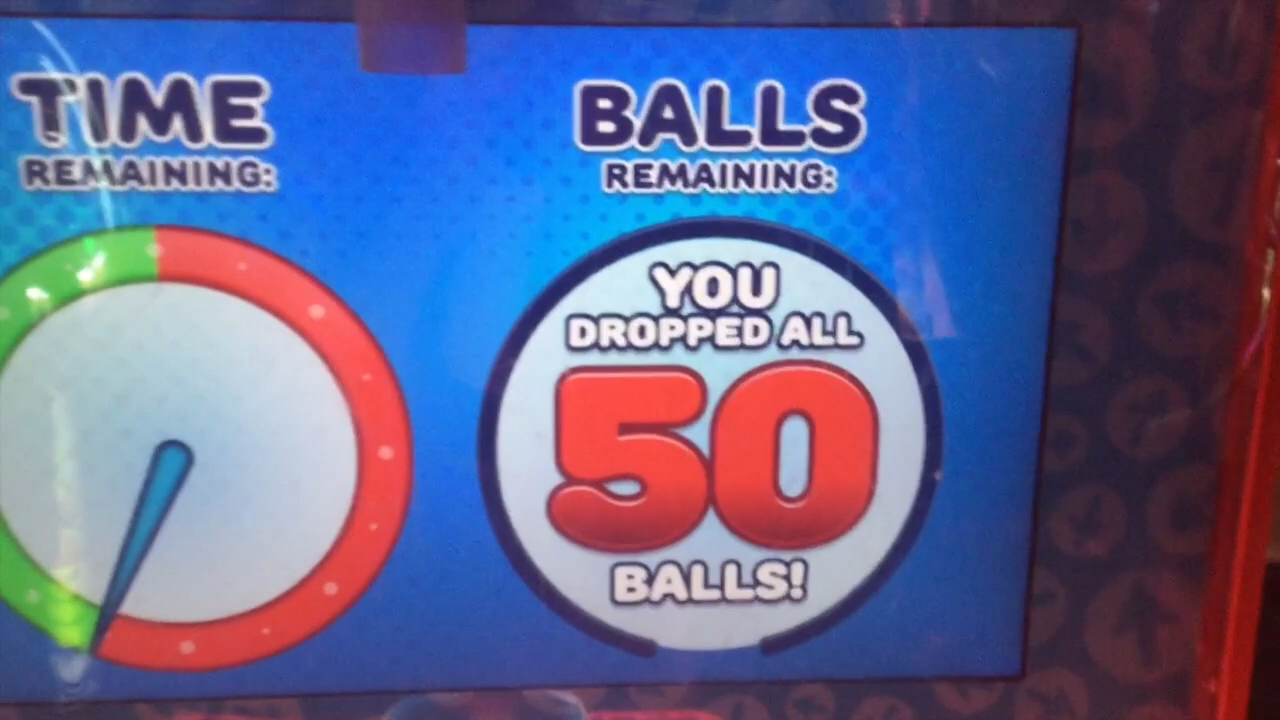 TIME
REMAINING:
BALLS
REMAINING:
YOU
DROPPED ALL
50
BALLS!